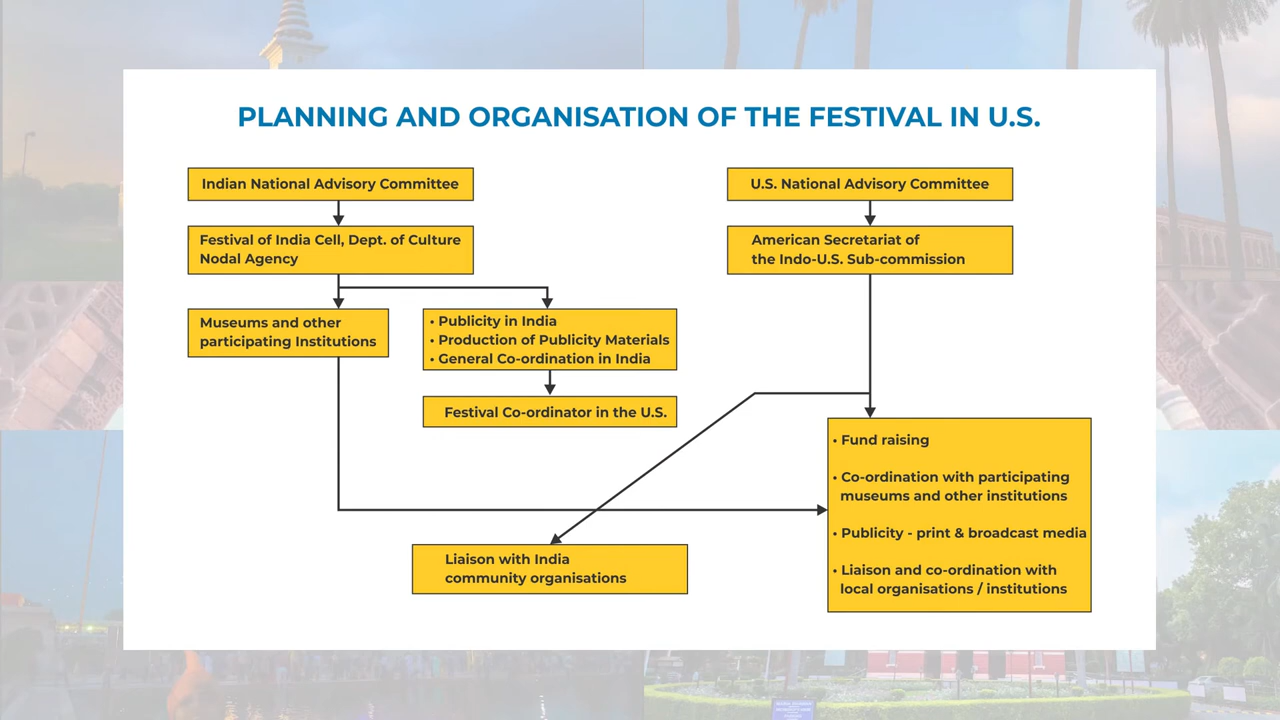 PLANNING AND ORGANISATION OF THE FESTIVAL IN U.S.
Indian National Advisory Committee
U.S. National Advisory Committee
Festival of India Cell, Dept. of Culture
Nodal Agency
American Secretariat of
the Indo-U.S. Sub-commission
Museums and other
participating Institutions
• Publicity in India
• Production of Publicity Materials
• General Co-ordination in India
Festival Co-ordinator in the U.S.
• Fund raising
• Co-ordination with participating
museums and other institutions
• Publicity - print & broadcast media
• Liaison and co-ordination with
local organisations / institutions
Liaison with India
community organisations